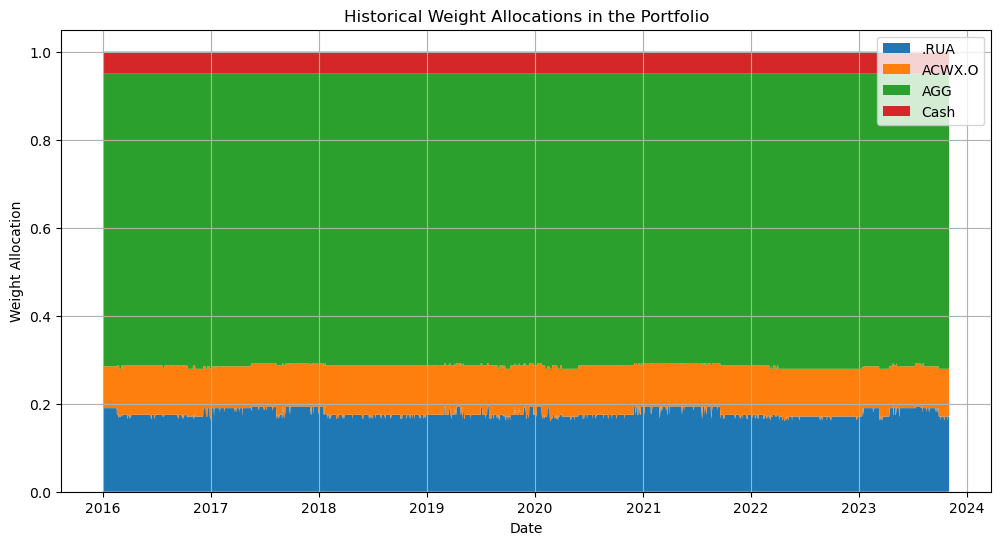 Historical Weight Allocations in the Portfolio
.RUA
ACWX.O
AGG
Cash
Weight Allocation
1.0
0.8
0.6
0.4
0.2
0.0
2016 2017 2018 2019 2020 2021 2022 2023 2024
Date